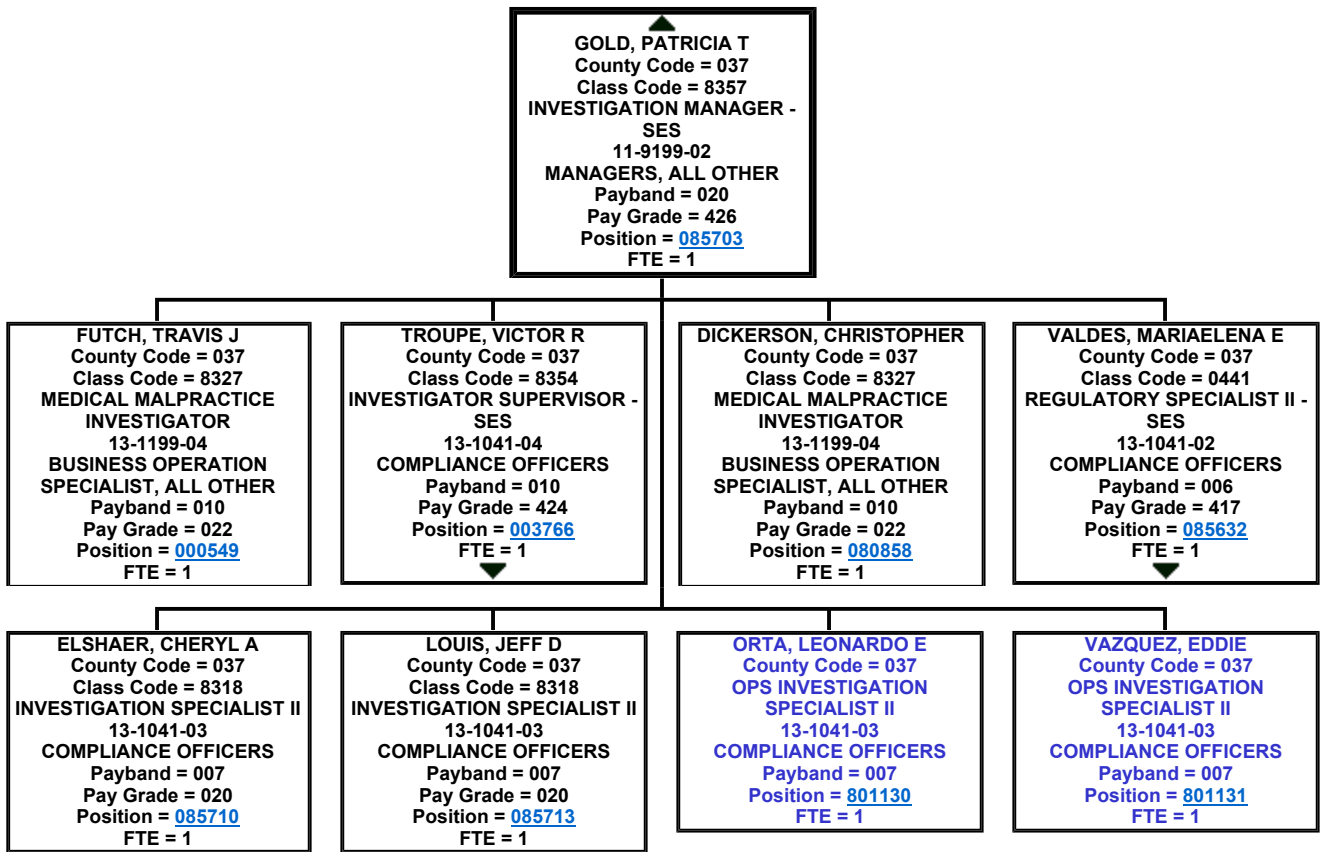 GOLD, PATRICIA T
County Code = 037
Class Code = 8357
INVESTIGATION MANAGER -
SES
11-9199-02
MANAGERS, ALL OTHER
Payband = 020
Pay Grade = 426
Position = 085703
FTE = 1
FUTCH, TRAVIS J
County Code = 037
Class Code = 8327
MEDICAL MALPRACTICE
INVESTIGATOR
13-1199-04
BUSINESS OPERATION
SPECIALIST, ALL OTHER
Payband = 010
Pay Grade = 022
Position = 000549
FTE = 1
TROUPE, VICTOR R
County Code = 037
Class Code = 8354
INVESTIGATOR SUPERVISOR -
SES
13-1041-04
COMPLIANCE OFFICERS
Payband = 010
Pay Grade = 424
Position = 003766
FTE = 1
DICKERSON, CHRISTOPHER
County Code = 037
Class Code = 8327
MEDICAL MALPRACTICE
INVESTIGATOR
13-1199-04
BUSINESS OPERATION
SPECIALIST, ALL OTHER
Payband = 010
Pay Grade = 022
Position = 080858
FTE = 1
VALDES, MARIAELENA E
County Code = 037
Class Code = 0441
REGULATORY SPECIALIST II -
SES
13-1041-02
COMPLIANCE OFFICERS
Payband = 006
Pay Grade = 417
Position = 085632
FTE = 1
ELSHAER, CHERYL A
County Code = 037
Class Code = 8318
INVESTIGATION SPECIALIST II
13-1041-03
COMPLIANCE OFFICERS
Payband = 007
Pay Grade = 020
Position = 085710
FTE = 1
LOUIS, JEFF D
County Code = 037
Class Code = 8318
INVESTIGATION SPECIALIST II
13-1041-03
COMPLIANCE OFFICERS
Payband = 007
Pay Grade = 020
Position = 085713
FTE = 1
ORTA, LEONARDO E
County Code = 037
OPS INVESTIGATION
SPECIALIST II
13-1041-03
COMPLIANCE OFFICERS
Payband = 007
Position = 801130
FTE = 1
VAZQUEZ, EDDIE
County Code = 037
OPS INVESTIGATION
SPECIALIST II
13-1041-03
COMPLIANCE OFFICERS
Payband = 007
Position = 801131
FTE = 1